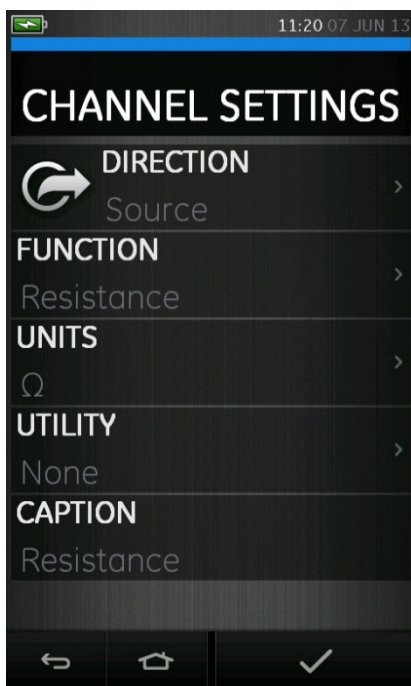 11:20 07 JUN 13
CHANNEL SETTINGS
DIRECTION
Source
FUNCTION
Resistance
UNITS
Ω
UTILITY
None
CAPTION
Resistance